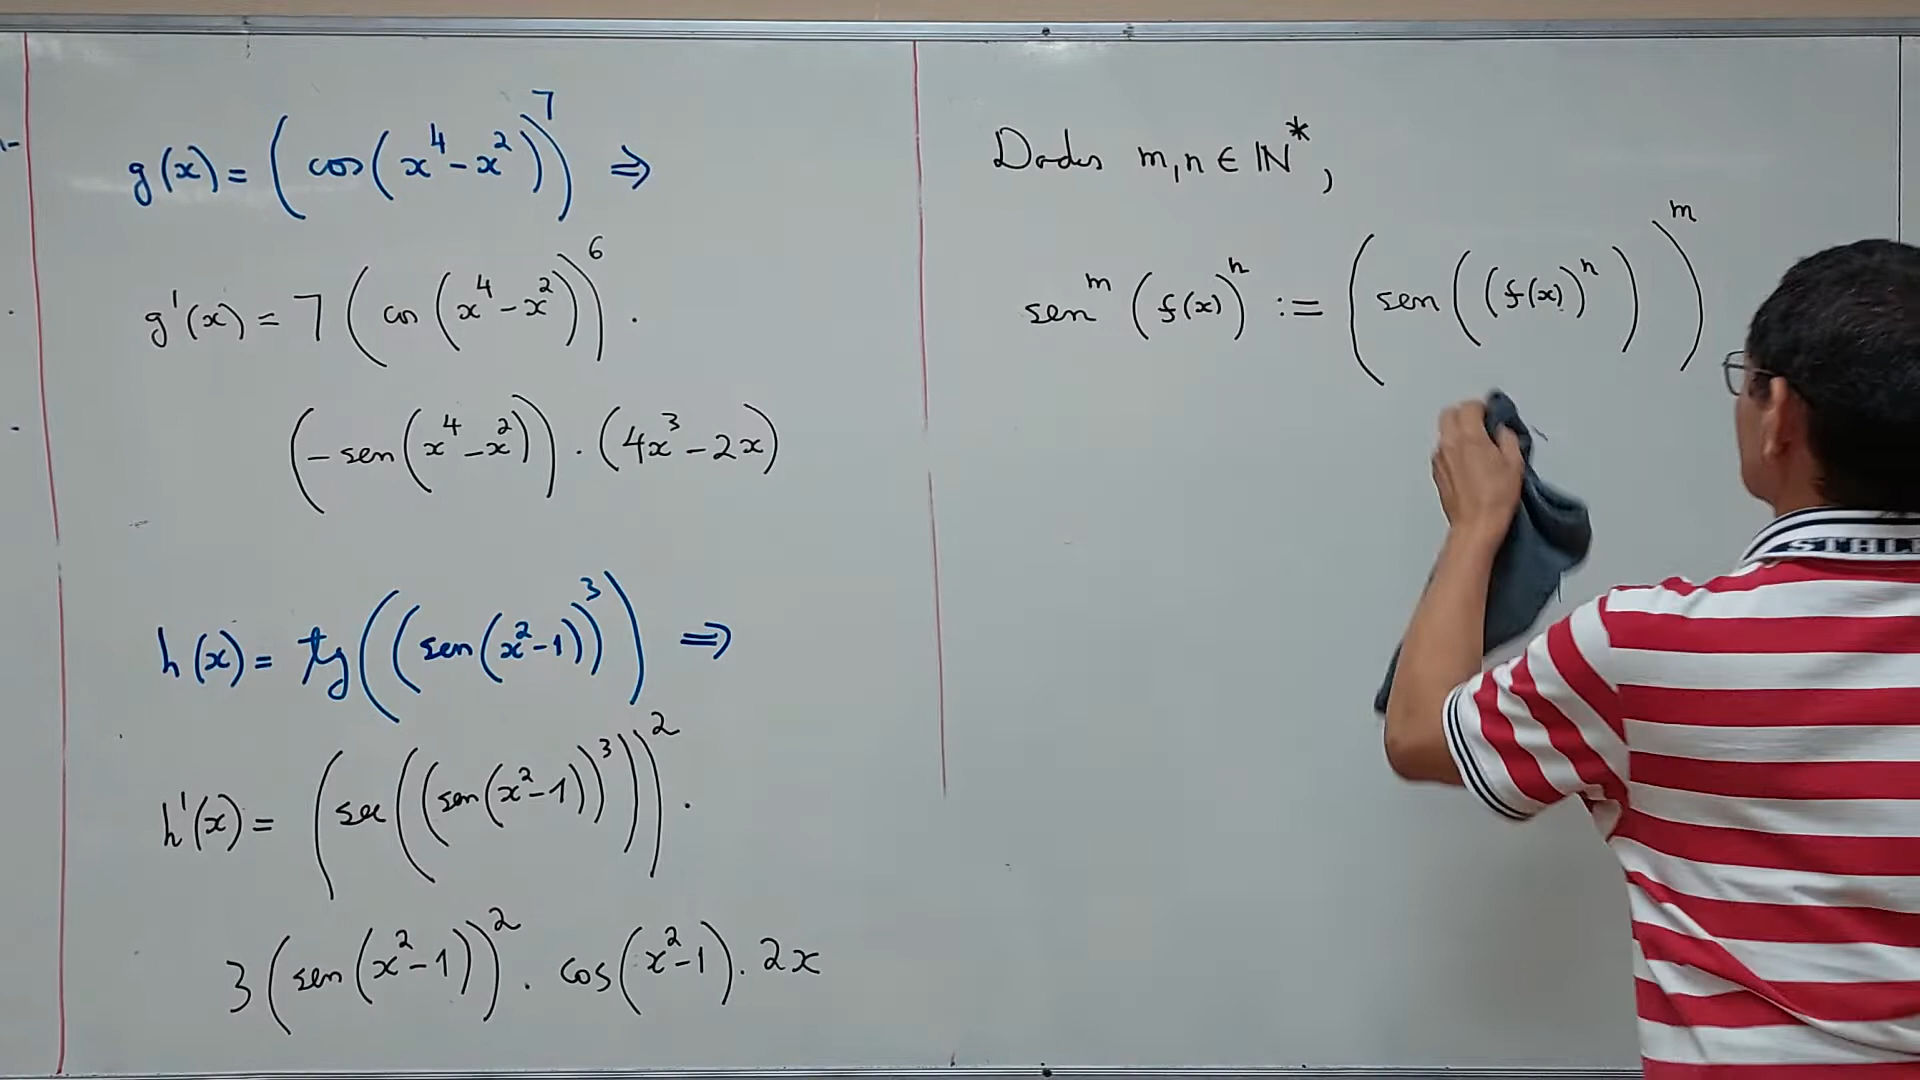 g(x) = (cos(x⁴-x²))⁷ ⇒
g'(x) = 7 (cos(x⁴-x²))⁶ ·
(-sen(x⁴-x²)) · (4x³-2x)
h(x) = tg((sen(x²-1))³) ⇒
h'(x) = (sec((sen(x²-1))³))² ·
3(sen(x²-1))² · cos(x²-1) · 2x
Dados m,n ∈ ℕ*,
senᵐ (f(x))ⁿ := (sen((f(x))ⁿ))ᵐ